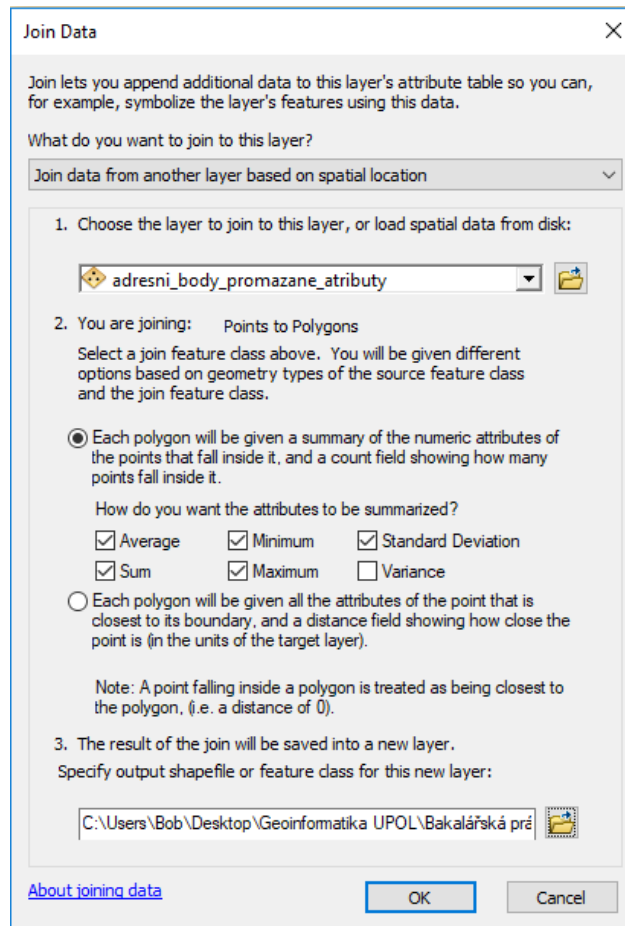 Join Data
Join lets you append additional data to this layer's attribute table so you can,
for example, symbolize the layer's features using this data.
What do you want to join to this layer?
Join data from another layer based on spatial location
1. Choose the layer to join to this layer, or load spatial data from disk:
adresni_body_promazane_atributy
2. You are joining: Points to Polygons
Select a join feature class above. You will be given different
options based on geometry types of the source feature class
and the join feature class.
Each polygon will be given a summary of the numeric attributes of
the points that fall inside it, and a count field showing how many
points fall inside it.
How do you want the attributes to be summarized?
Average Minimum Standard Deviation
Sum Maximum Variance
Each polygon will be given all the attributes of the point that is
closest to its boundary, and a distance field showing how close the
point is (in the units of the target layer).
Note: A point falling inside a polygon is treated as being closest to
the polygon, (i.e. a distance of 0).
3. The result of the join will be saved into a new layer.
Specify output shapefile or feature class for this new layer:
C:\Users\Bob\Desktop\Geoinformatika UPOL\Bakalářská prá
About joining data OK Cancel